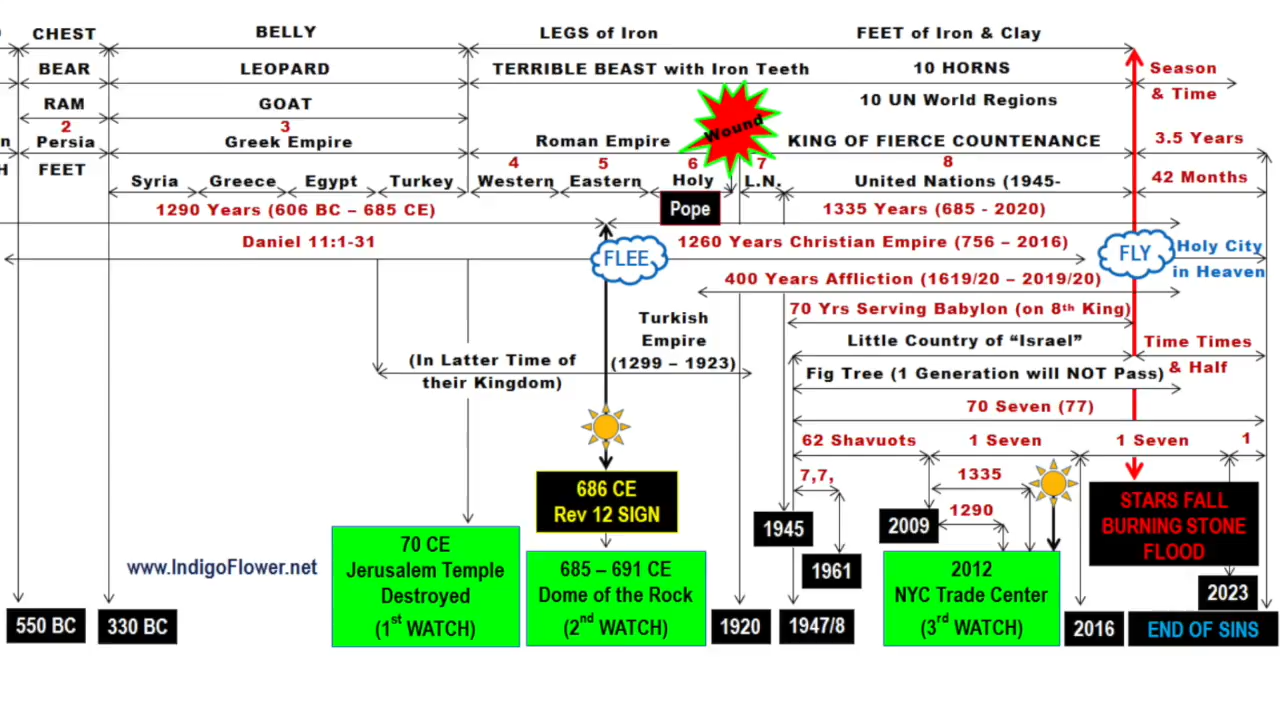 CHEST
BELLY
LEGS of Iron
FEET of Iron & Clay
BEAR
LEOPARD
TERRIBLE BEAST with Iron Teeth
10 HORNS
Season
& Time
RAM
GOAT
10 UN World Regions
2
3
Wound
n
Persia
Greek Empire
Roman Empire
KING OF FIERCE COUNTENANCE
3.5 Years
H
FEET
4
5
6
7
8
Syria
Greece
Egypt
Turkey
Western
Eastern
Holy
L.N.
United Nations (1945-
42 Months
1290 Years (606 BC – 685 CE)
Pope
1335 Years (685 - 2020)
Daniel 11:1-31
FLEE
1260 Years Christian Empire (756 – 2016)
FLY
Holy City
in Heaven
400 Years Affliction (1619/20 – 2019/20)
70 Yrs Serving Babylon (on 8th King)
Turkish
Empire
(1299 – 1923)
Little Country of “Israel”
Time Times
& Half
(In Latter Time of
their Kingdom)
Fig Tree (1 Generation will NOT Pass)
70 Seven (77)
62 Shavuots
1 Seven
1 Seven
1
7,7,
1335
1290
686 CE
Rev 12 SIGN
1945
2009
STARS FALL
BURNING STONE
FLOOD
www.IndigoFlower.net
70 CE
Jerusalem Temple
Destroyed
(1st WATCH)
685 – 691 CE
Dome of the Rock
(2nd WATCH)
1961
2012
NYC Trade Center
(3rd WATCH)
2023
550 BC
330 BC
1920
1947/8
2016
END OF SINS